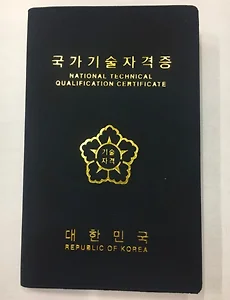 국가기술자격증
NATIONAL TECHNICAL
QUALIFICATION CERTIFICATE
기술
자격
대한민국
REPUBLIC OF KOREA